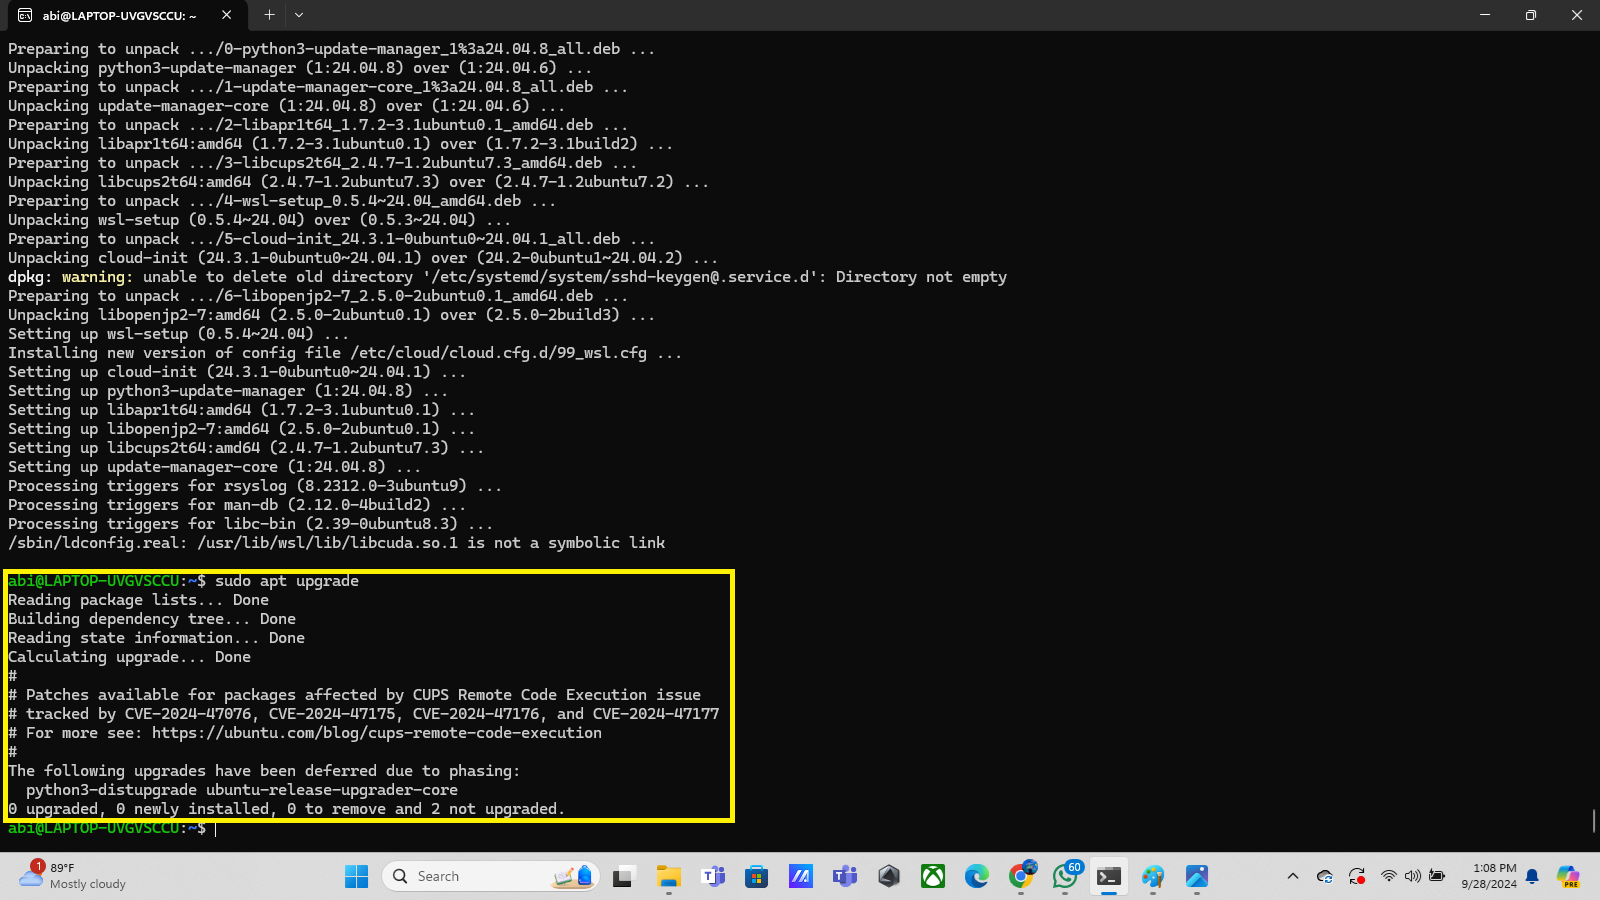 abi@LAPTOP-UVGVSCCU: ~
Preparing to unpack .../0-python3-update-manager_1%3a24.04.8_all.deb ...
Unpacking python3-update-manager (1:24.04.8) over (1:24.04.6) ...
Preparing to unpack .../1-update-manager-core_1%3a24.04.8_all.deb ...
Unpacking update-manager-core (1:24.04.8) over (1:24.04.6) ...
Preparing to unpack .../2-libapr1t64_1.7.2-3.1ubuntu0.1_amd64.deb ...
Unpacking libapr1t64:amd64 (1.7.2-3.1ubuntu0.1) over (1.7.2-3.1build2) ...
Preparing to unpack .../3-libcups2t64_2.4.7-1.2ubuntu7.3_amd64.deb ...
Unpacking libcups2t64:amd64 (2.4.7-1.2ubuntu7.3) over (2.4.7-1.2ubuntu7.2) ...
Preparing to unpack .../4-wsl-setup_0.5.4~24.04_amd64.deb ...
Unpacking wsl-setup (0.5.4~24.04) over (0.5.3~24.04) ...
Preparing to unpack .../5-cloud-init_24.3.1-0ubuntu0~24.04.1_all.deb ...
Unpacking cloud-init (24.3.1-0ubuntu0~24.04.1) over (24.2-0ubuntu1~24.04.2) ...
dpkg: warning: unable to delete old directory '/etc/systemd/system/sshd-keygen@.service.d': Directory not empty
Preparing to unpack .../6-libopenjp2-7_2.5.0-2ubuntu0.1_amd64.deb ...
Unpacking libopenjp2-7:amd64 (2.5.0-2ubuntu0.1) over (2.5.0-2build3) ...
Setting up wsl-setup (0.5.4~24.04) ...
Installing new version of config file /etc/cloud/cloud.cfg.d/99_wsl.cfg ...
Setting up cloud-init (24.3.1-0ubuntu0~24.04.1) ...
Setting up python3-update-manager (1:24.04.8) ...
Setting up libapr1t64:amd64 (1.7.2-3.1ubuntu0.1) ...
Setting up libopenjp2-7:amd64 (2.5.0-2ubuntu0.1) ...
Setting up libcups2t64:amd64 (2.4.7-1.2ubuntu7.3) ...
Setting up update-manager-core (1:24.04.8) ...
Processing triggers for rsyslog (8.2312.0-3ubuntu9) ...
Processing triggers for man-db (2.12.0-4build2) ...
Processing triggers for libc-bin (2.39-0ubuntu8.3) ...
/sbin/ldconfig.real: /usr/lib/wsl/lib/libcuda.so.1 is not a symbolic link
abi@LAPTOP-UVGVSCCU:~$ sudo apt upgrade
Reading package lists... Done
Building dependency tree... Done
Reading state information... Done
Calculating upgrade... Done
#
# Patches available for packages affected by CUPS Remote Code Execution issue
# tracked by CVE-2024-47076, CVE-2024-47175, CVE-2024-47176, and CVE-2024-47177
# For more see: https://ubuntu.com/blog/cups-remote-code-execution
#
The following upgrades have been deferred due to phasing:
python3-distupgrade ubuntu-release-upgrader-core
0 upgraded, 0 newly installed, 0 to remove and 2 not upgraded.
abi@LAPTOP-UVGVSCCU:~$
1
89°F
Mostly cloudy
Search
60
1:08 PM
9/28/2024
PRE